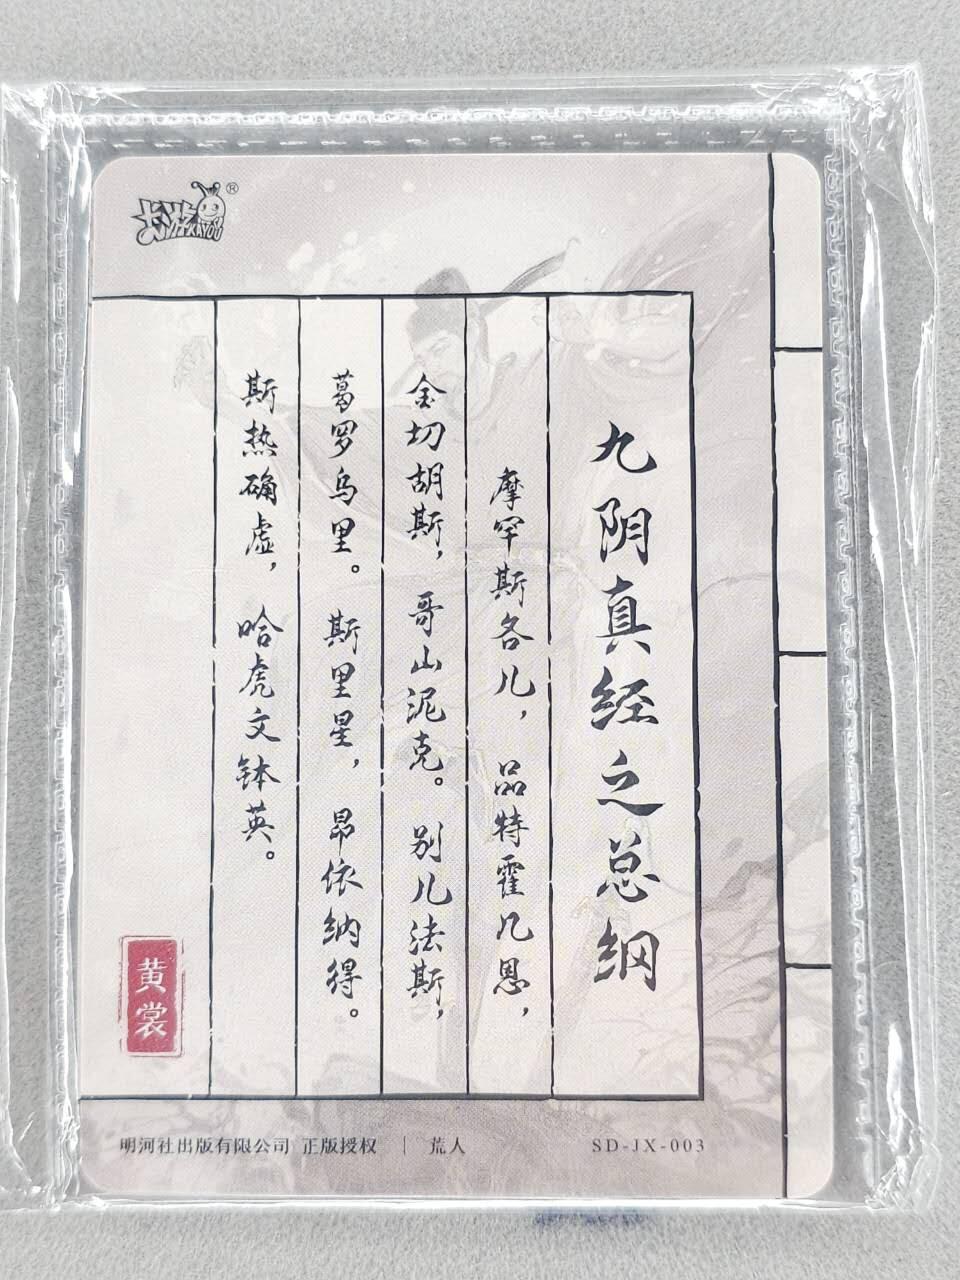 卡游
KAYOU
®
九阴真经之总纲
摩罕斯各儿，品特霍几恩，
金切胡斯，哥山泥克。别儿法斯，
葛罗乌里。斯里星，昂依纳得。
斯热确虚，哈虎文钵英。
黄裳
明河社出版有限公司 正版授权 | 荒人
SD-JX-003